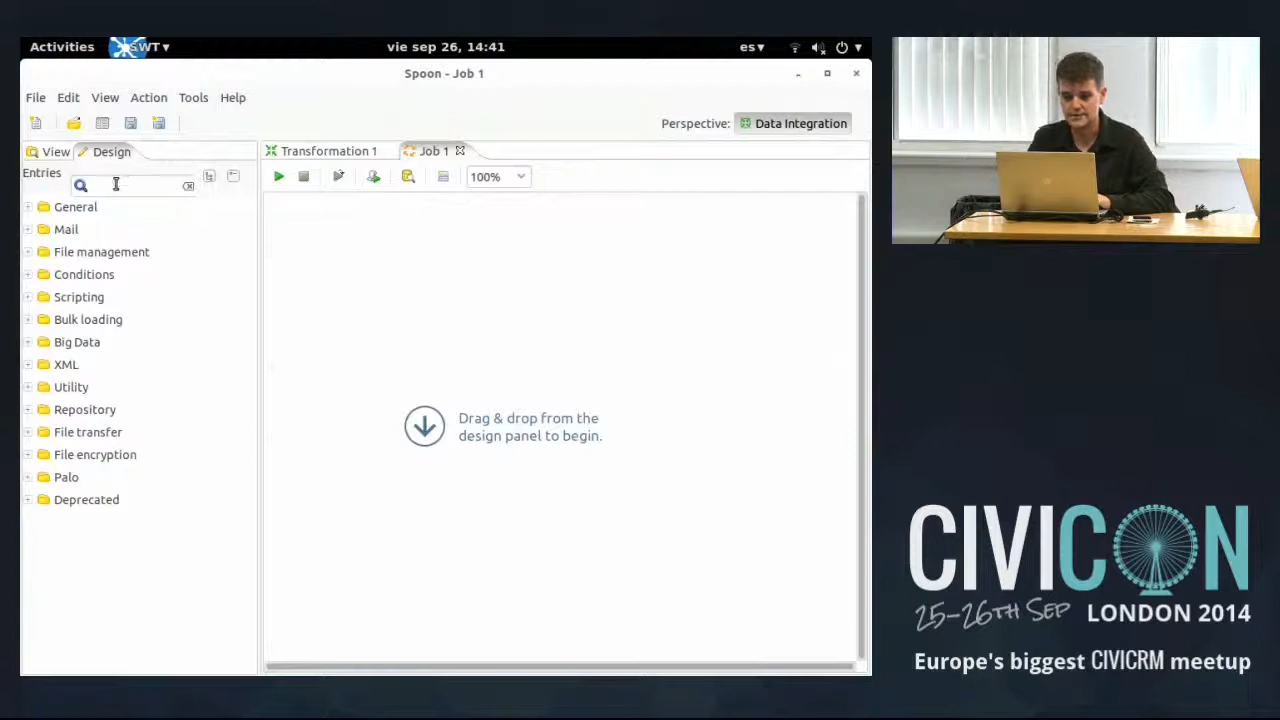 Activities
SWT
vie sep 26, 14:41
es
Spoon - Job 1
File Edit View Action Tools Help
Perspective: Data Integration
View Design
Transformation 1 Job 1
Entries
100%
General
Mail
File management
Conditions
Scripting
Bulk loading
Big Data
XML
Utility
Repository
File transfer
File encryption
Palo
Deprecated
Drag & drop from the
design panel to begin.
CIVICON
25-26TH SEP LONDON 2014
Europe's biggest CIVICRM meetup